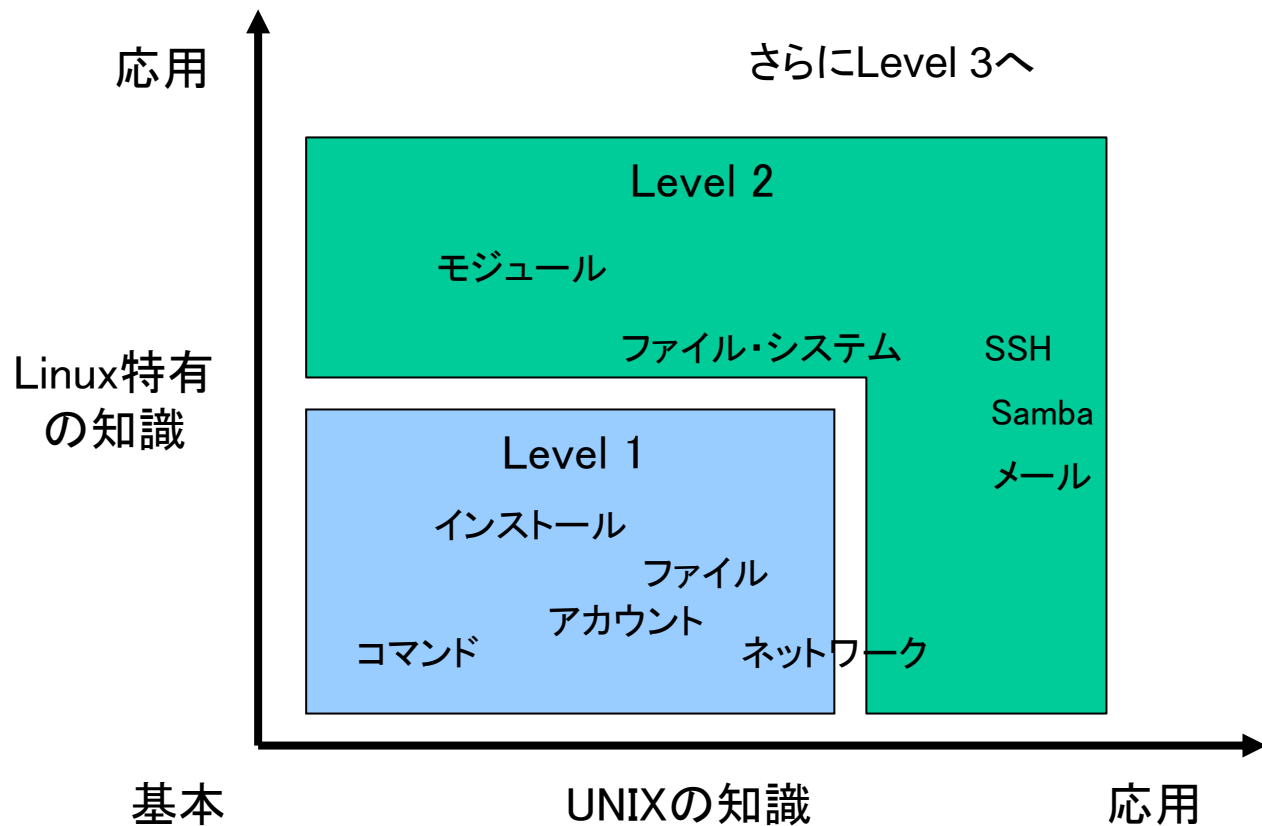 応用
さらにLevel 3へ
Level 2
モジュール
ファイル・システム
SSH
Linux特有
の知識
Samba
Level 1
メール
インストール
ファイル
アカウント
コマンド
ネットワーク
基本
UNIXの知識
応用